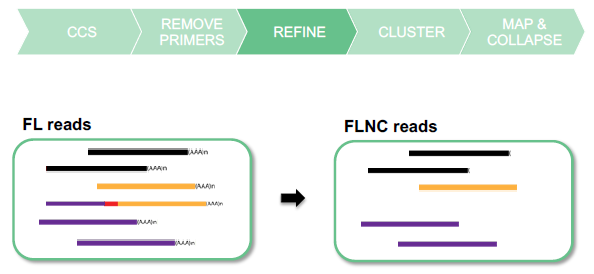 CCS
REMOVE
PRIMERS
REFINE
CLUSTER
MAP &
COLLAPSE
FL reads
FLNC reads
(AAA)n
(AAA)n
(AAA)n
(AAA)n
(AAA)n
(AAA)n